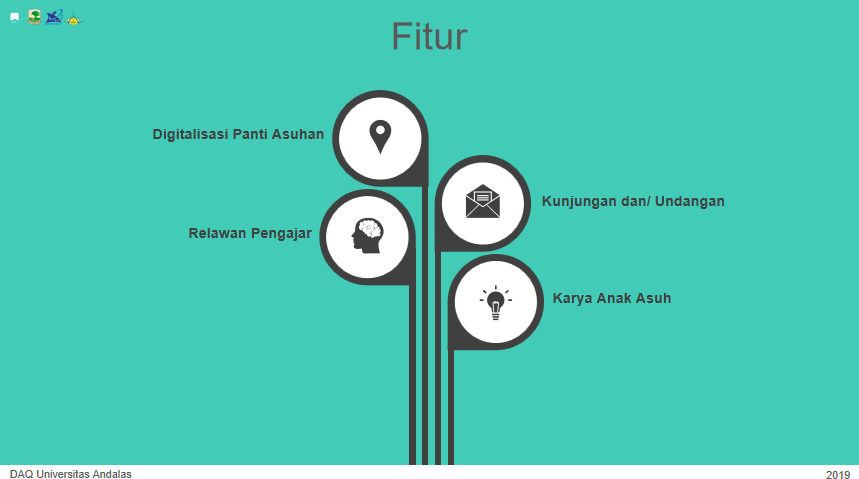 Fitur
Digitalisasi Panti Asuhan
Kunjungan dan/ Undangan
Relawan Pengajar
Karya Anak Asuh
DAQ Universitas Andalas
2019